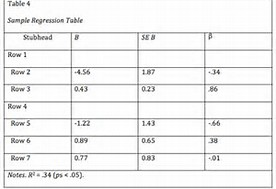 Table 4
Sample Regression Table
Stubhead B SE B β
Row 1
Row 2 -4.56 1.87 -.34
Row 3 0.43 0.23 .86
Row 4
Row 5 -1.22 1.43 -.66
Row 6 0.89 0.65 .38
Row 7 0.77 0.83 -.01
Notes. R² = .34 (ps < .05).